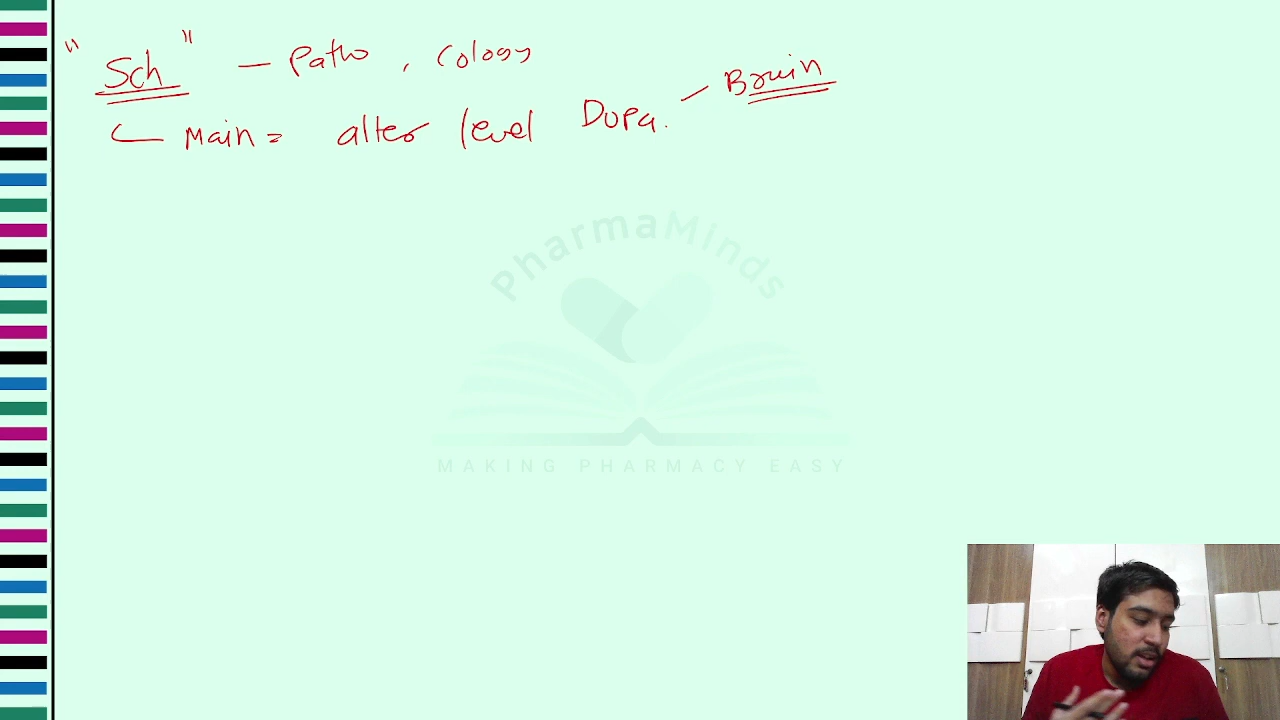 "Sch" – Patho, cology
Main = alter level Dopa. – Brain
PharmaMinds
MAKING PHARMACY EASY